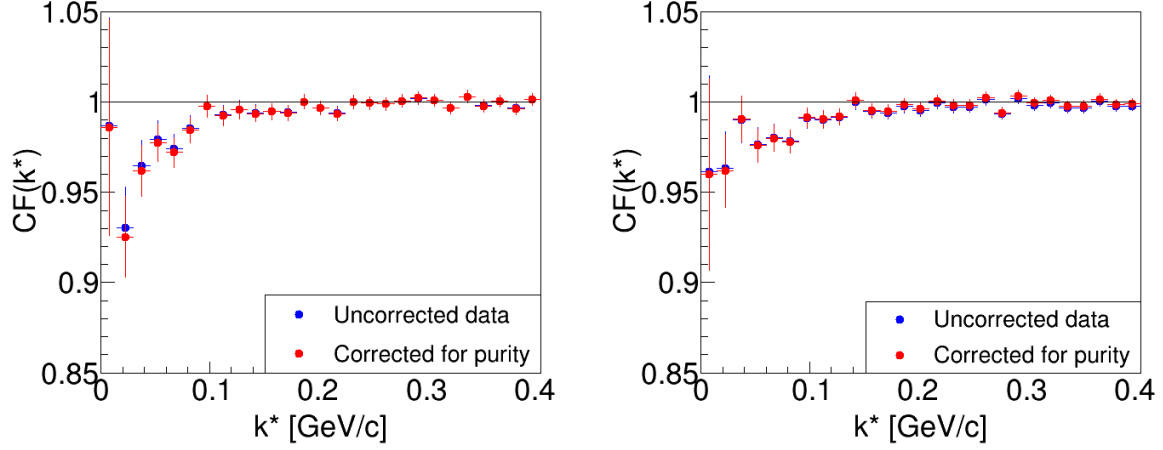 CF(k*)
1.05
1
0.95
0.9
0.85
Uncorrected data
Corrected for purity
0 0.1 0.2 0.3 0.4
k* [GeV/c]
CF(k*)
1.05
1
0.95
0.9
0.85
Uncorrected data
Corrected for purity
0 0.1 0.2 0.3 0.4
k* [GeV/c]